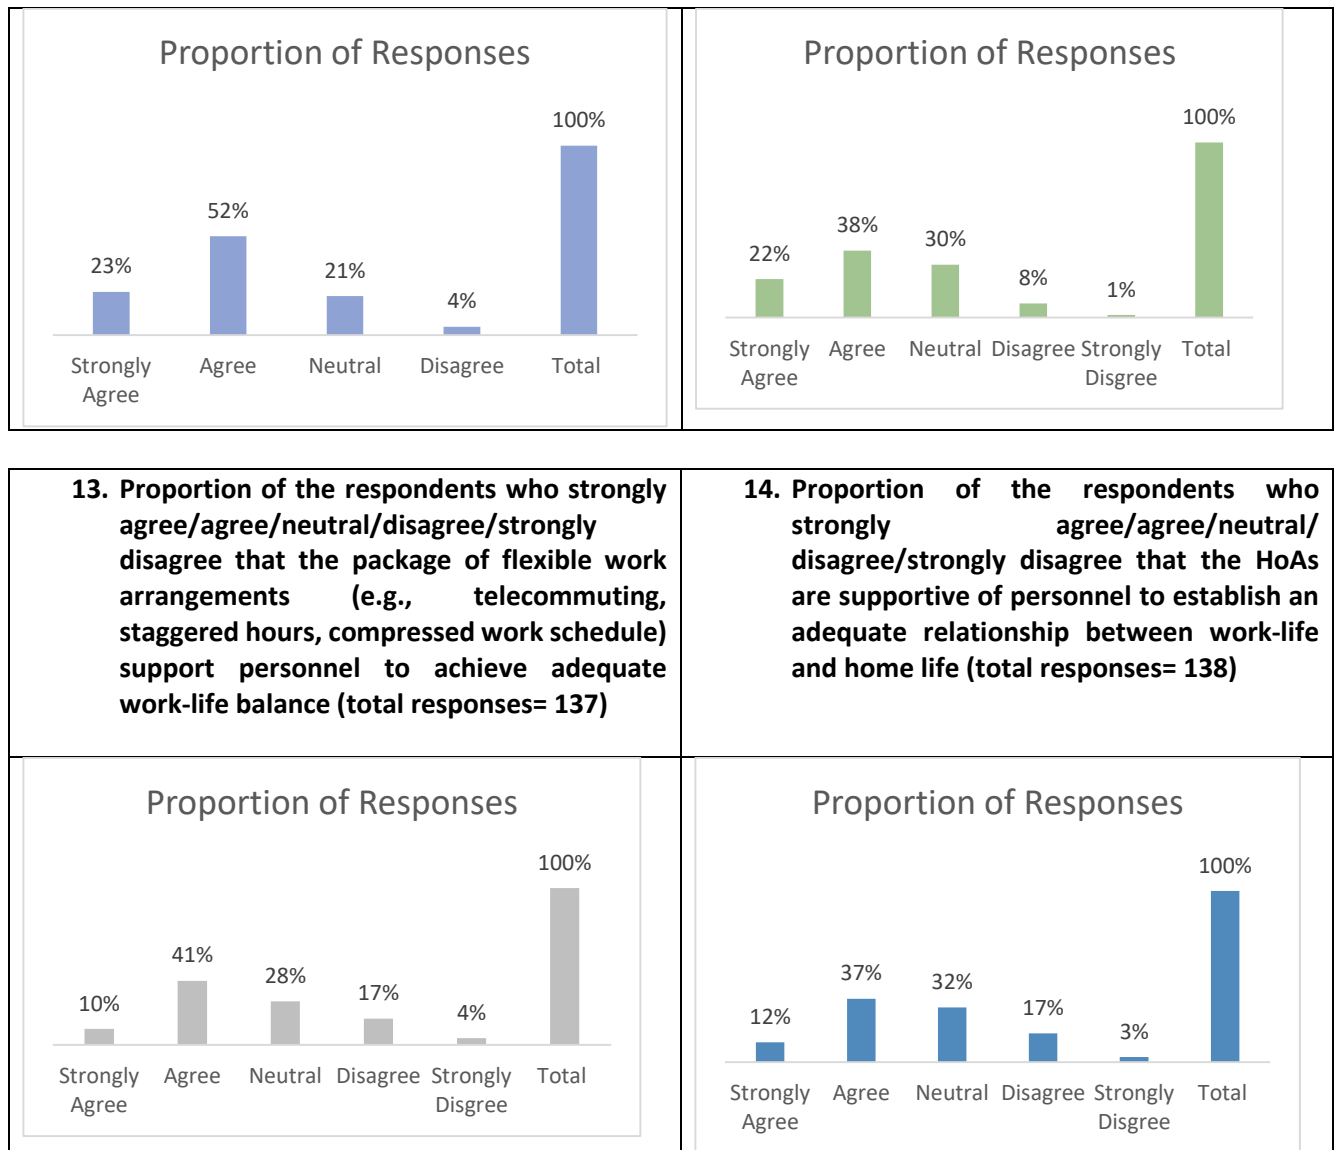 Proportion of Responses
100%
52%
23%
21%
4%
Strongly Agree Neutral Disagree Total
Agree
Proportion of Responses
100%
38%
30%
22%
8%
1%
Strongly Agree Neutral Disagree Strongly Total
Agree Disgree
13. Proportion of the respondents who strongly
agree/agree/neutral/disagree/strongly
disagree that the package of flexible work
arrangements (e.g., telecommuting,
staggered hours, compressed work schedule)
support personnel to achieve adequate
work-life balance (total responses= 137)
14. Proportion of the respondents who
strongly agree/agree/neutral/
disagree/strongly disagree that the HoAs
are supportive of personnel to establish an
adequate relationship between work-life
and home life (total responses= 138)
Proportion of Responses
100%
41%
28%
17%
10%
4%
Strongly Agree Neutral Disagree Strongly Total
Agree Disgree
Proportion of Responses
100%
37%
32%
17%
12%
3%
Strongly Agree Neutral Disagree Strongly Total
Agree Disgree